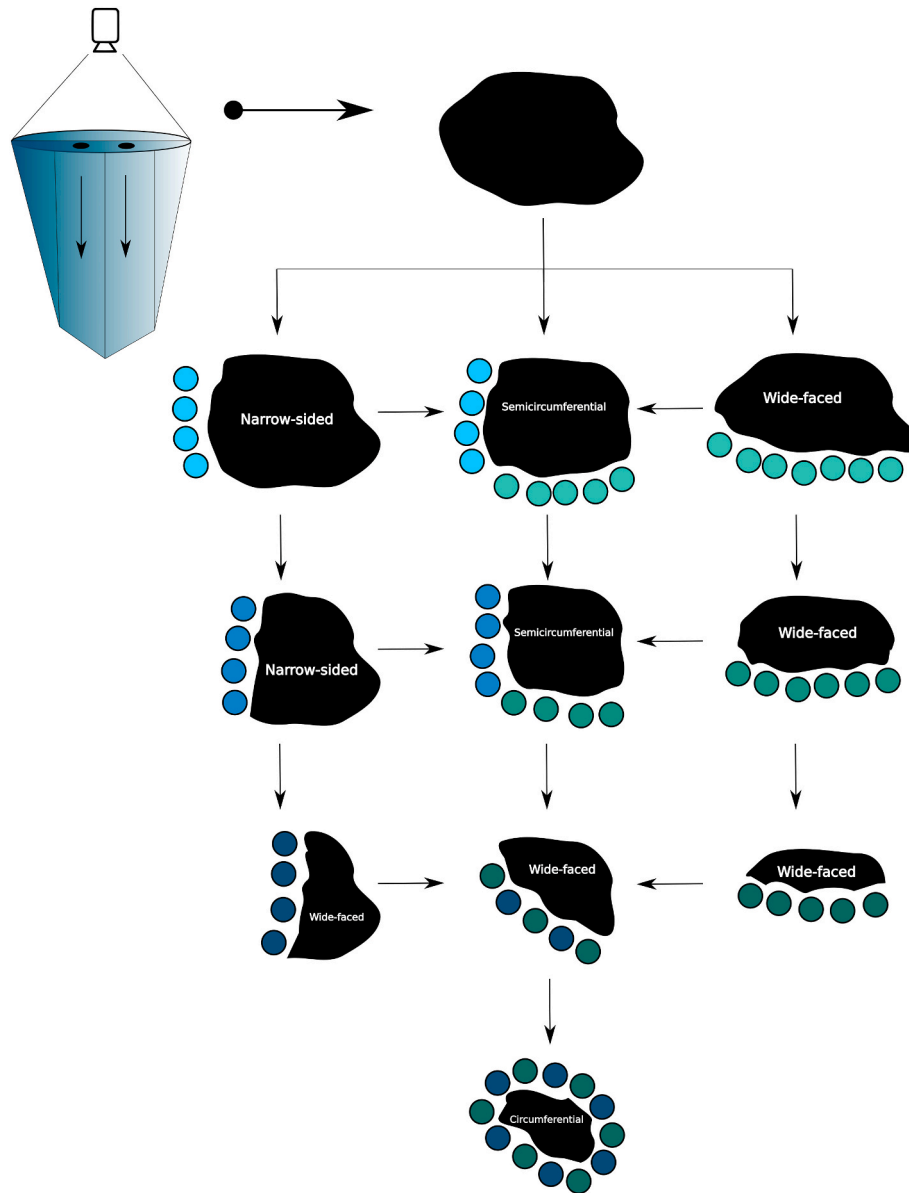 Narrow-sided
Semicircumferential
Wide-faced
Narrow-sided
Semicircumferential
Wide-faced
Wide-faced
Wide-faced
Wide-faced
Circumferential